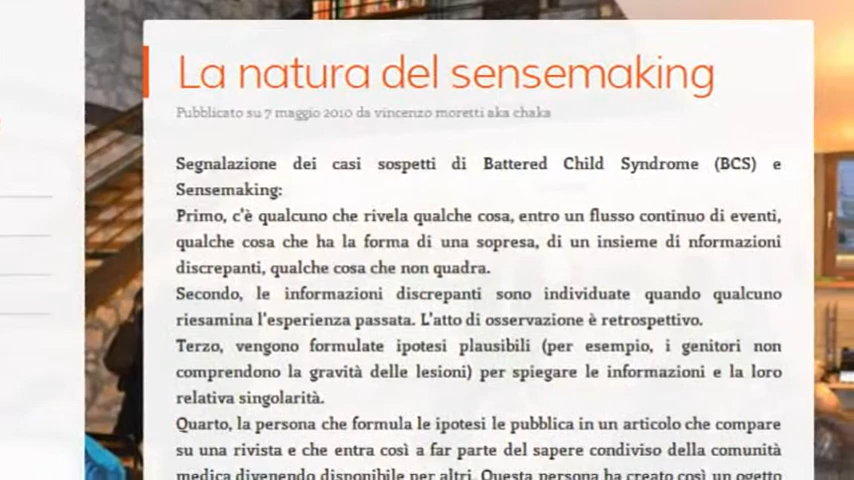 La natura del sensemaking
Pubblicato su 7 maggio 2010 da vincenzo moretti aka chaka
Segnalazione dei casi sospetti di Battered Child Syndrome (BCS) e
Sensemaking:
Primo, c'è qualcuno che rivela qualche cosa, entro un flusso continuo di eventi,
qualche cosa che ha la forma di una sopresa, di un insieme di nformazioni
discrepanti, qualche cosa che non quadra.
Secondo, le informazioni discrepanti sono individuate quando qualcuno
riesamina l'esperienza passata. L'atto di osservazione è retrospettivo.
Terzo, vengono formulate ipotesi plausibili (per esempio, i genitori non
comprendono la gravità delle lesioni) per spiegare le informazioni e la loro
relativa singolarità.
Quarto, la persona che formula le ipotesi le pubblica in un articolo che compare
su una rivista e che entra così a far parte del sapere condiviso della comunità
medica divenendo disponibile per altri. Questa persona ha creato così un ogetto